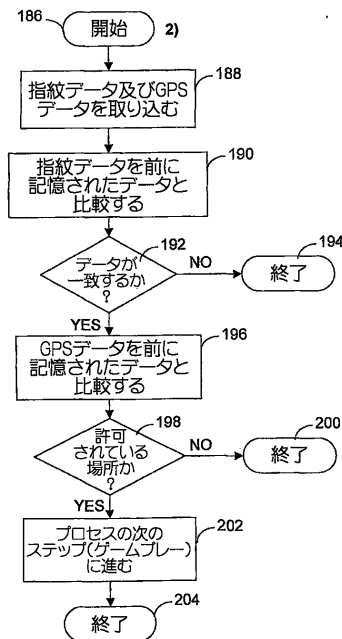 186
開始
2)
188
指紋データ及びGPS
データを取り込む
190
指紋データを前に
記憶されたデータと
比較する
192
データが
一致するか
?
NO
194
終了
YES
196
GPSデータを前に
記憶されたデータと
比較する
198
許可
されている
場所か
?
NO
200
終了
YES
202
プロセスの次の
ステップ(ゲームプレー)
に進む
終了
204